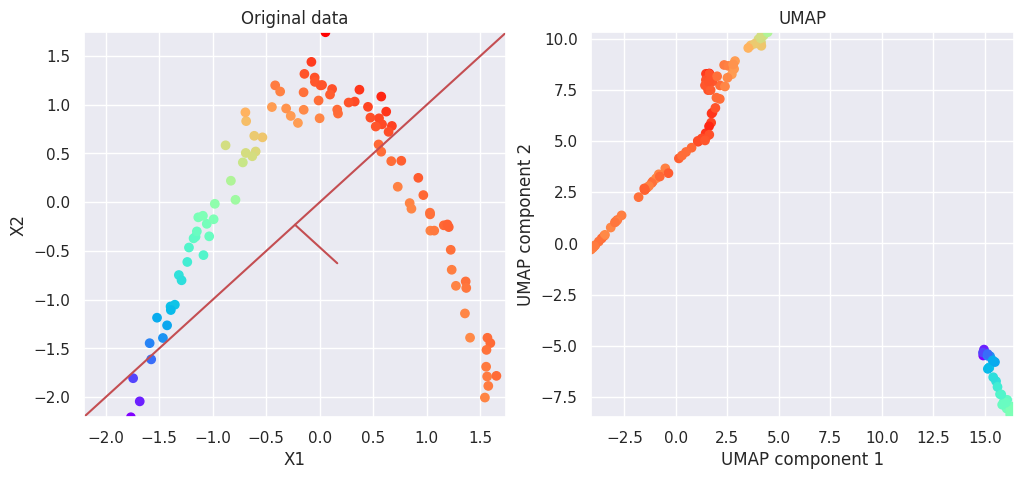 Original data
UMAP
1.5
1.0
0.5
0.0
−0.5
−1.0
−1.5
−2.0
X2
−2.0 −1.5 −1.0 −0.5 0.0 0.5 1.0 1.5
X1
10.0
7.5
5.0
2.5
0.0
−2.5
−5.0
−7.5
UMAP component 2
−2.5 0.0 2.5 5.0 7.5 10.0 12.5 15.0
UMAP component 1